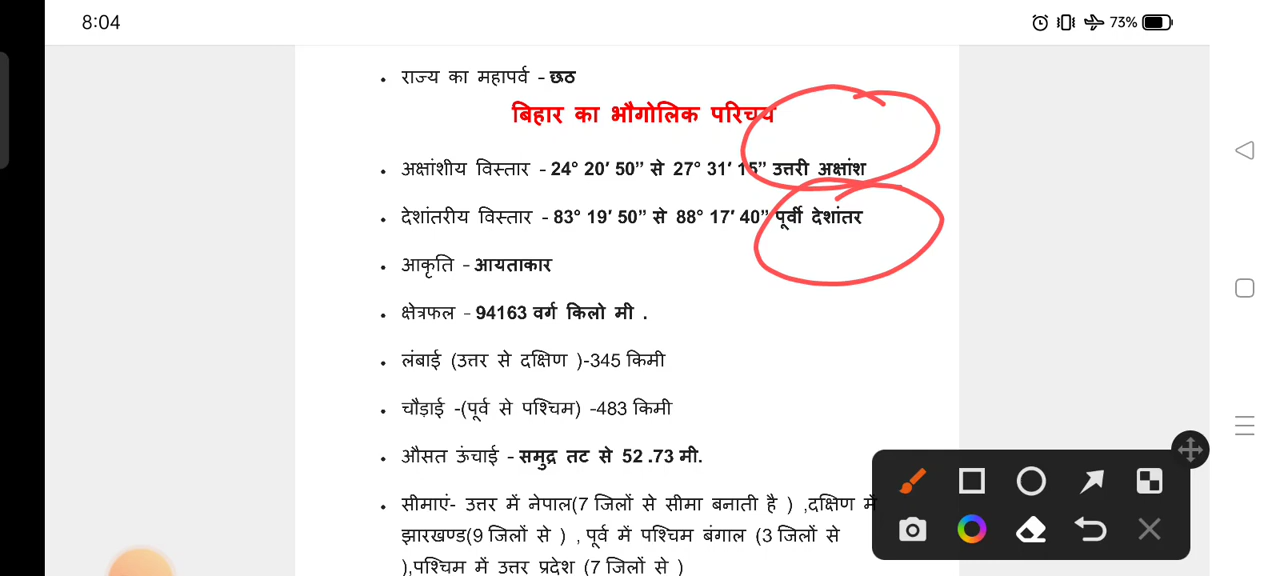 8:04
73%
• राज्य का महापर्व - छठ
बिहार का भौगोलिक परिचय
• अक्षांशीय विस्तार - 24° 20′ 50” से 27° 31′ 15” उत्तरी अक्षांश
• देशांतरीय विस्तार - 83° 19′ 50” से 88° 17′ 40” पूर्वी देशांतर
• आकृति - आयताकार
• क्षेत्रफल - 94163 वर्ग किलो मी .
• लंबाई (उत्तर से दक्षिण )-345 किमी
• चौड़ाई -(पूर्व से पश्चिम) -483 किमी
• औसत ऊंचाई - समुद्र तट से 52 .73 मी.
• सीमाएं- उत्तर में नेपाल(7 जिलों से सीमा बनाती है ) ,दक्षिण में
झारखण्ड(9 जिलों से ) , पूर्व में पश्चिम बंगाल (3 जिलों से
),पश्चिम में उत्तर प्रदेश (7 जिलों से )